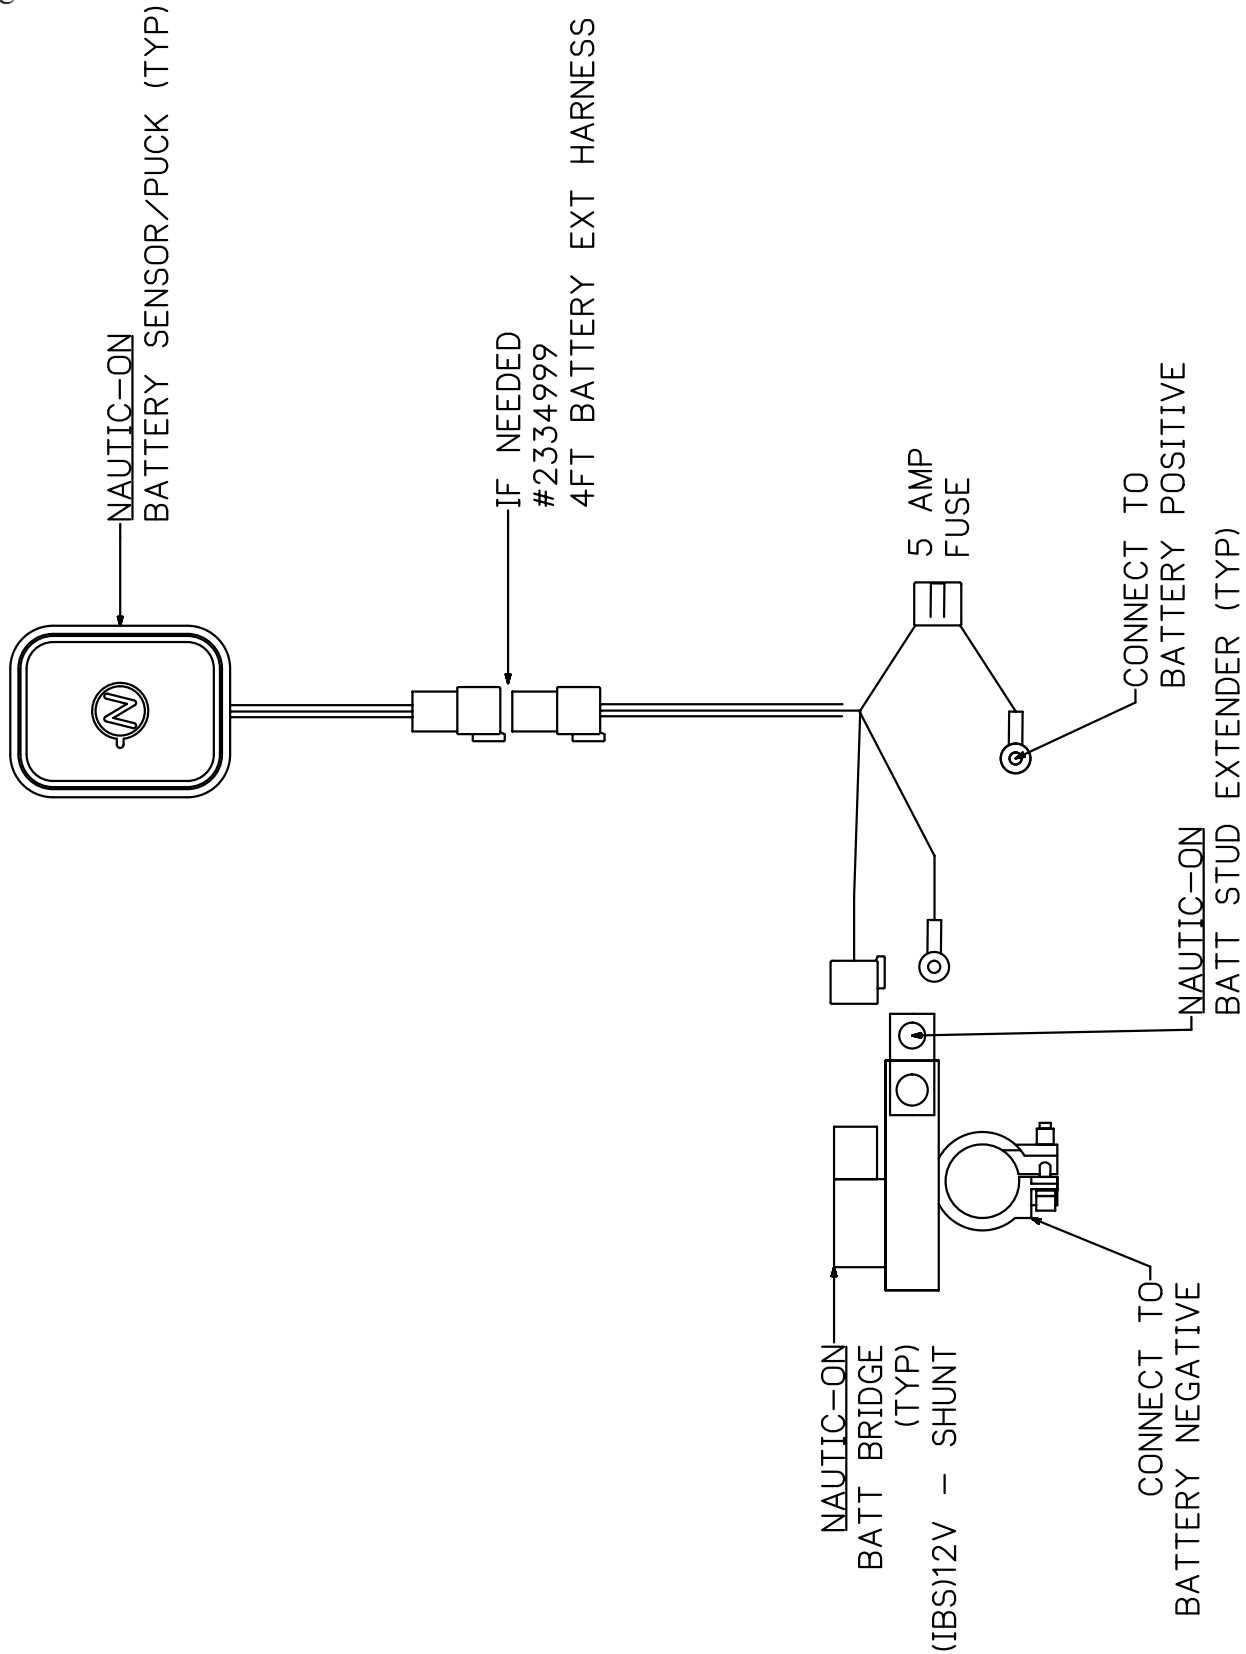 NAUTIC-ON
BATTERY SENSOR/PUCK (TYP)
IF NEEDED
#2334999
4FT BATTERY EXT HARNESS
5 AMP
FUSE
CONNECT TO
BATTERY POSITIVE
NAUTIC-ON
BATT STUD EXTENDER (TYP)
NAUTIC-ON
BATT BRIDGE
(TYP)
(IBS)12V - SHUNT
CONNECT TO
BATTERY NEGATIVE
N